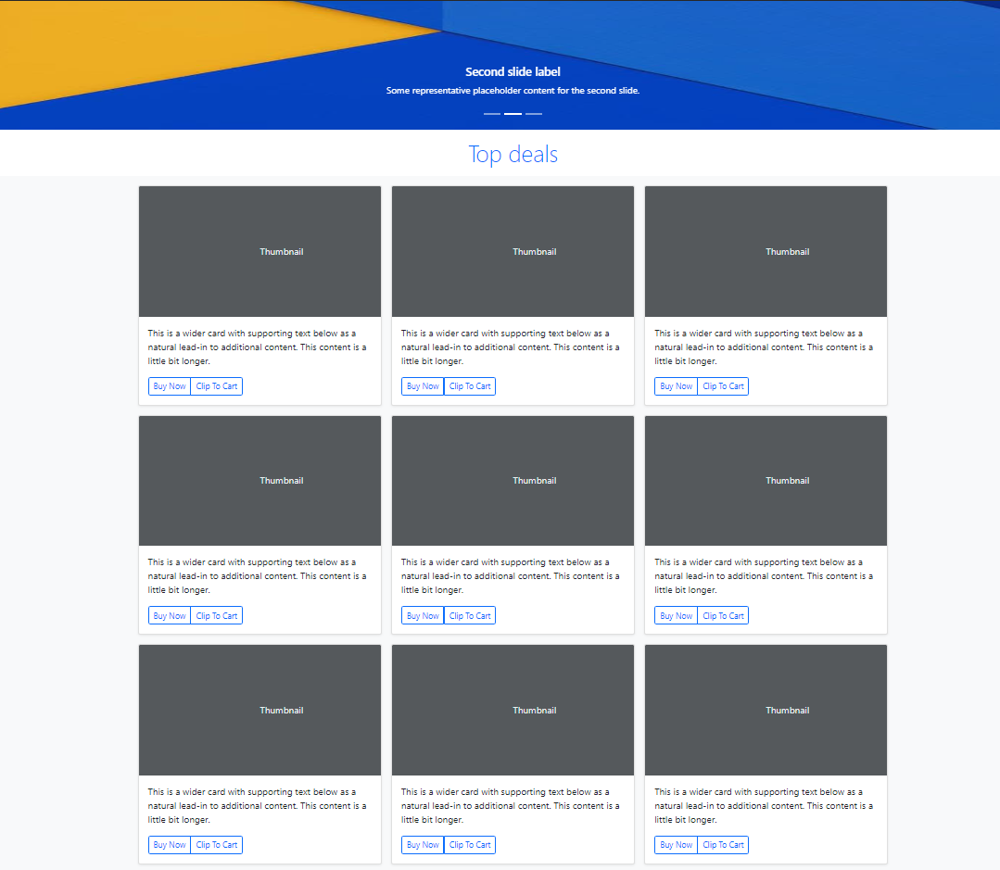 Second slide label
Some representative placeholder content for the second slide.
Top deals
Thumbnail
Thumbnail
Thumbnail
This is a wider card with supporting text below as a
natural lead-in to additional content. This content is a
little bit longer.
Buy Now Clip To Cart
This is a wider card with supporting text below as a
natural lead-in to additional content. This content is a
little bit longer.
Buy Now Clip To Cart
This is a wider card with supporting text below as a
natural lead-in to additional content. This content is a
little bit longer.
Buy Now Clip To Cart
Thumbnail
Thumbnail
Thumbnail
This is a wider card with supporting text below as a
natural lead-in to additional content. This content is a
little bit longer.
Buy Now Clip To Cart
This is a wider card with supporting text below as a
natural lead-in to additional content. This content is a
little bit longer.
Buy Now Clip To Cart
This is a wider card with supporting text below as a
natural lead-in to additional content. This content is a
little bit longer.
Buy Now Clip To Cart
Thumbnail
Thumbnail
Thumbnail
This is a wider card with supporting text below as a
natural lead-in to additional content. This content is a
little bit longer.
Buy Now Clip To Cart
This is a wider card with supporting text below as a
natural lead-in to additional content. This content is a
little bit longer.
Buy Now Clip To Cart
This is a wider card with supporting text below as a
natural lead-in to additional content. This content is a
little bit longer.
Buy Now Clip To Cart